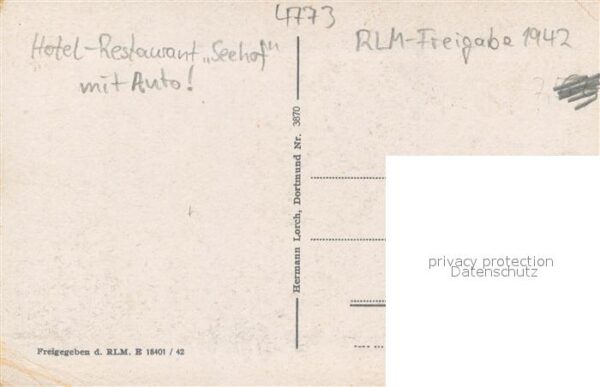 4773
Hotel-Restaurant „Seehof"
mit Auto!
RLM-Freigabe 1942
Hermann Lorch, Dortmund Nr. 3870
privacy protection
Datenschutz
Freigegeben d. RLM. E 16401 / 42